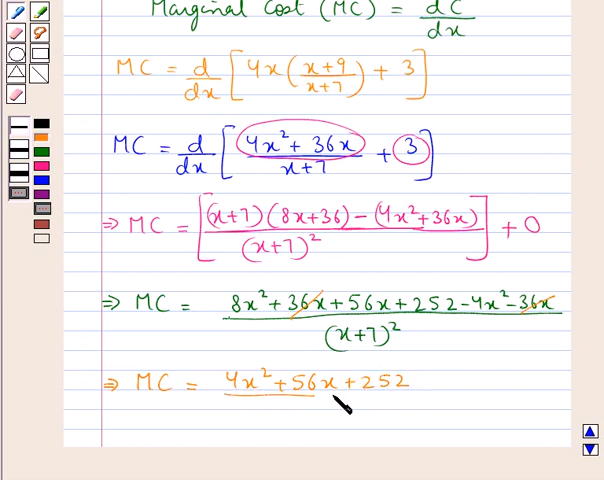 Marginal Cost (MC) = dC/dx
MC = d/dx [4x((x+9)/(x+7)) + 3]
MC = d/dx [(4x² + 36x)/(x+7) + 3]
⇒ MC = [((x+7)(8x+36) − (4x²+36x))/(x+7)²] + 0
⇒ MC = (8x² + 36x + 56x + 252 − 4x² − 36x)/(x+7)²
⇒ MC = 4x² + 56x + 252